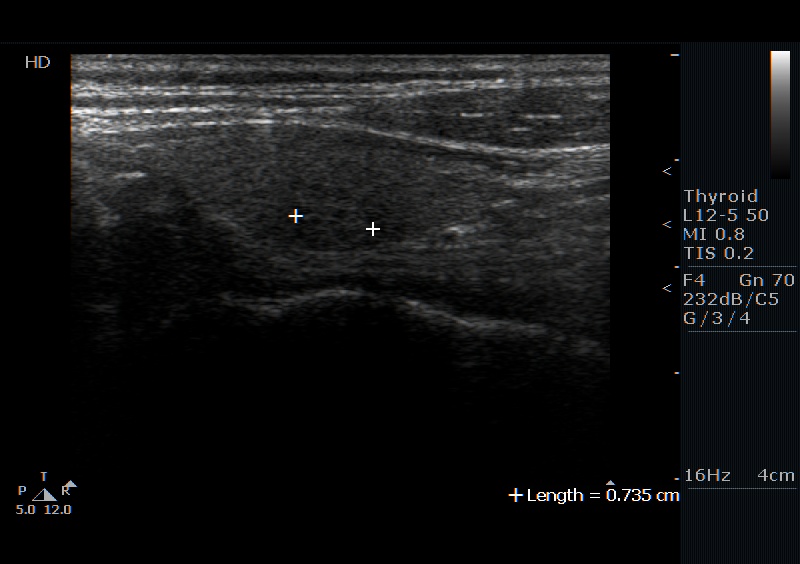 HD
Thyroid
L12-5 50
MI 0.8
TIS 0.2
F4 Gn 70
232dB/C5
G/3/4
16Hz 4cm
T
P R
5.0 12.0
+ Length = 0.735 cm